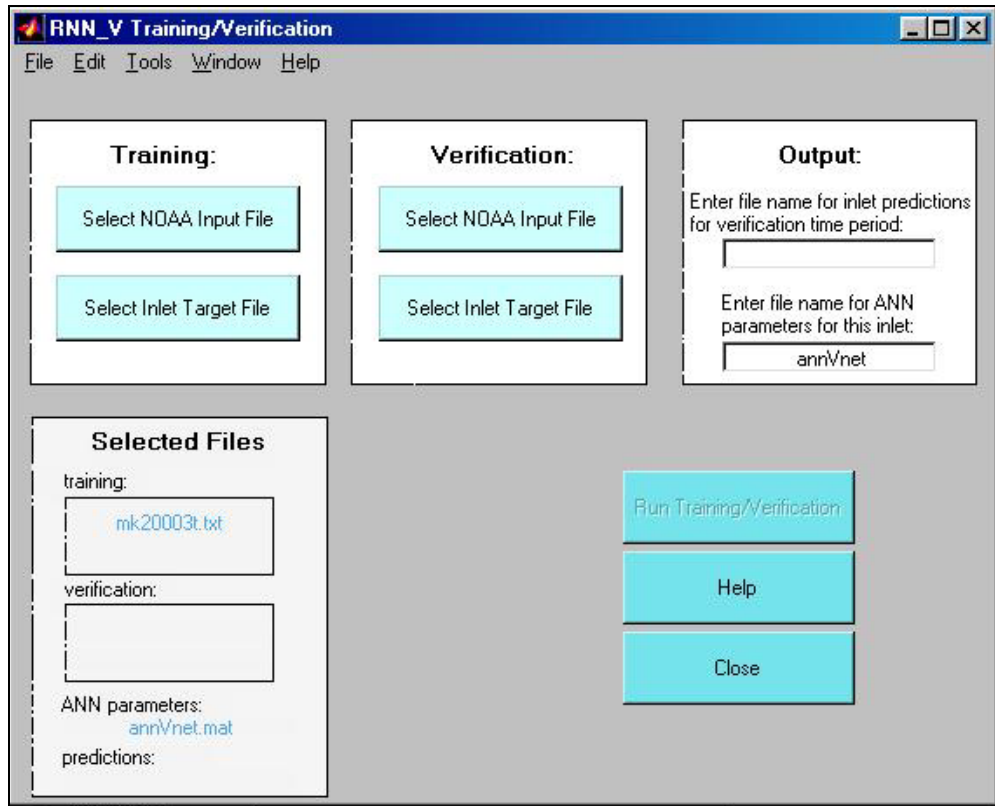 RNN_V Training/Verification
File Edit Tools Window Help
Training:
Select NOAA Input File
Select Inlet Target File
Verification:
Select NOAA Input File
Select Inlet Target File
Output:
Enter file name for inlet predictions
for verification time period:
Enter file name for ANN
parameters for this inlet:
annVnet
Selected Files
training:
mk20003t.txt
verification:
ANN parameters:
annVnet.mat
predictions:
Run Training/Verification
Help
Close